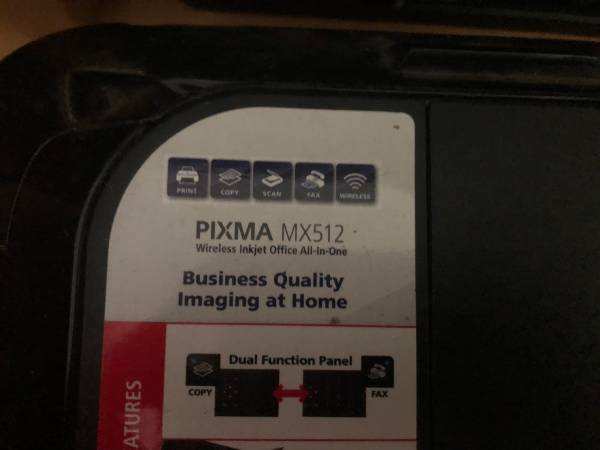 PRINT COPY SCAN FAX WIRELESS
PIXMA MX512
Wireless Inkjet Office All-In-One
Business Quality
Imaging at Home
Dual Function Panel
COPY FAX
ATURES